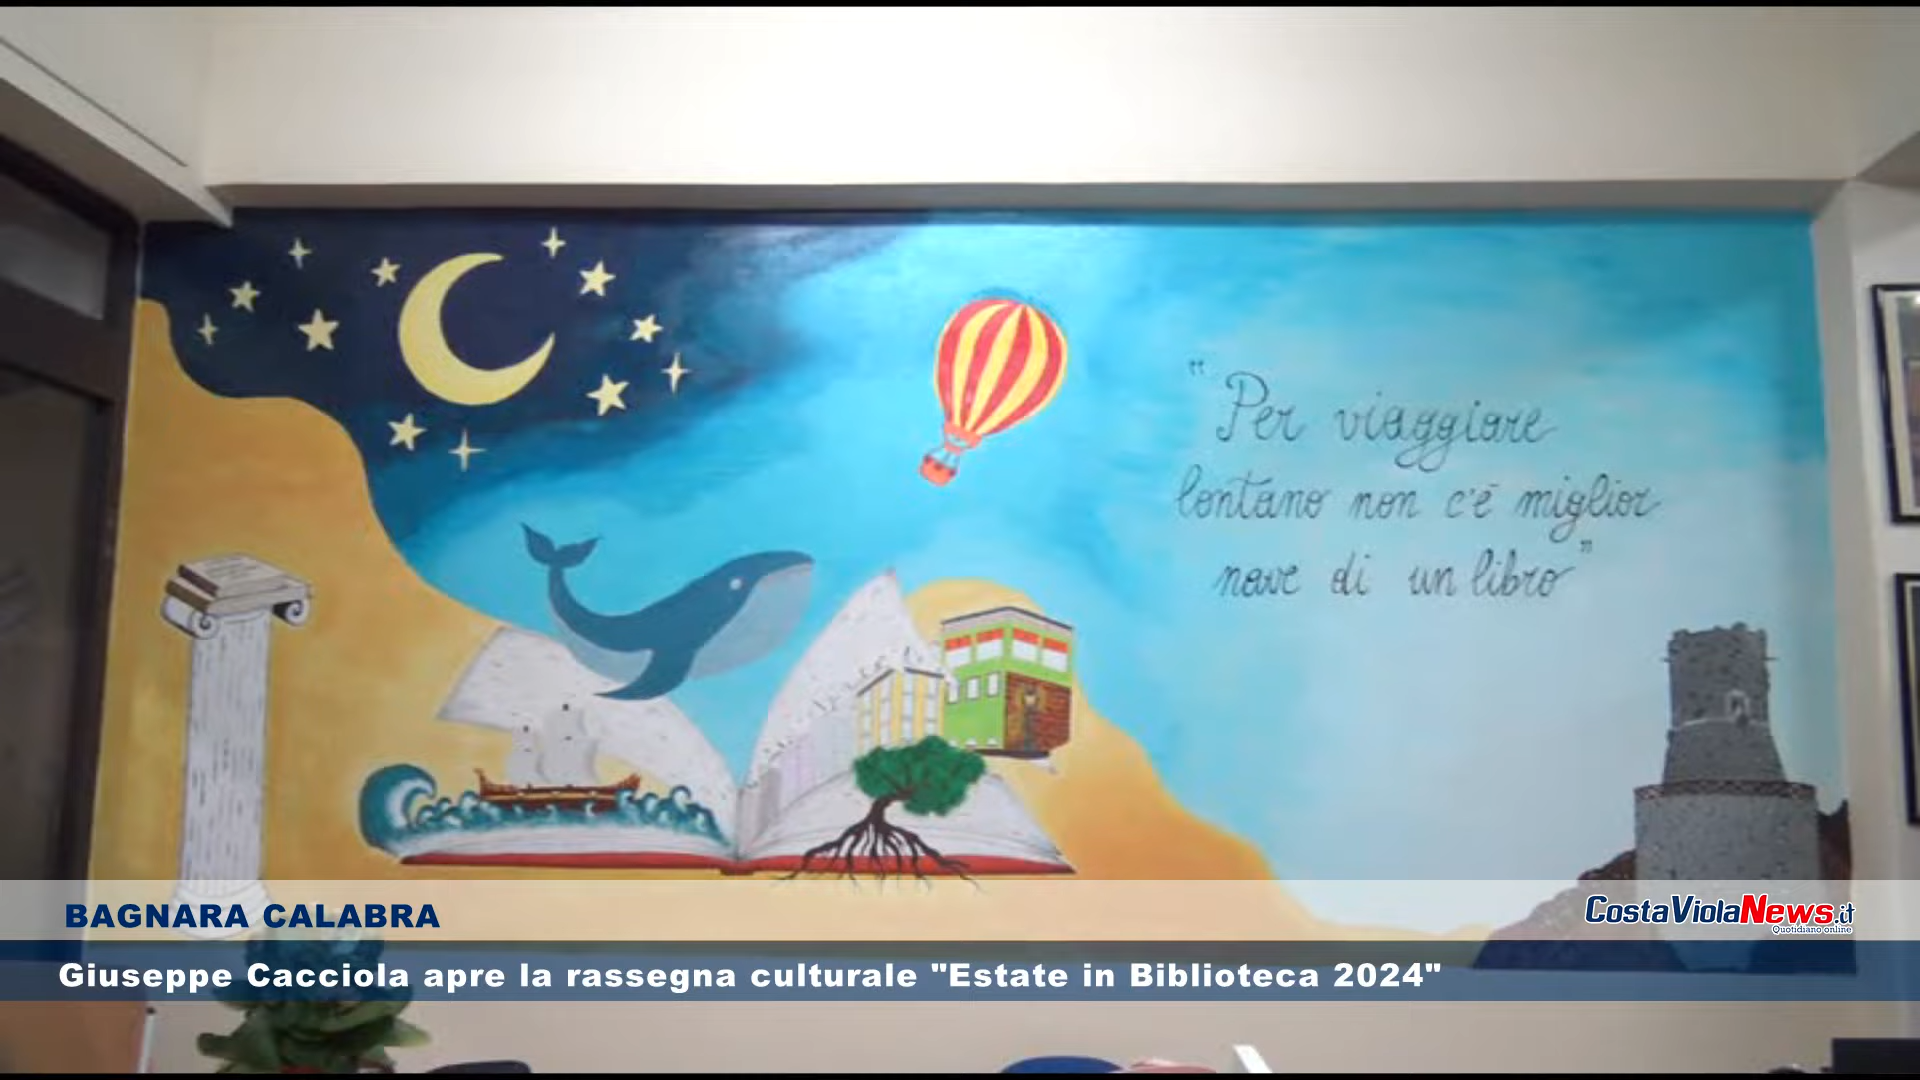 "Per viaggiare
lontano non c'è miglior
nave di un libro"
BAGNARA CALABRA
CostaViolaNews.it
Quotidiano online
Giuseppe Cacciola apre la rassegna culturale "Estate in Biblioteca 2024"